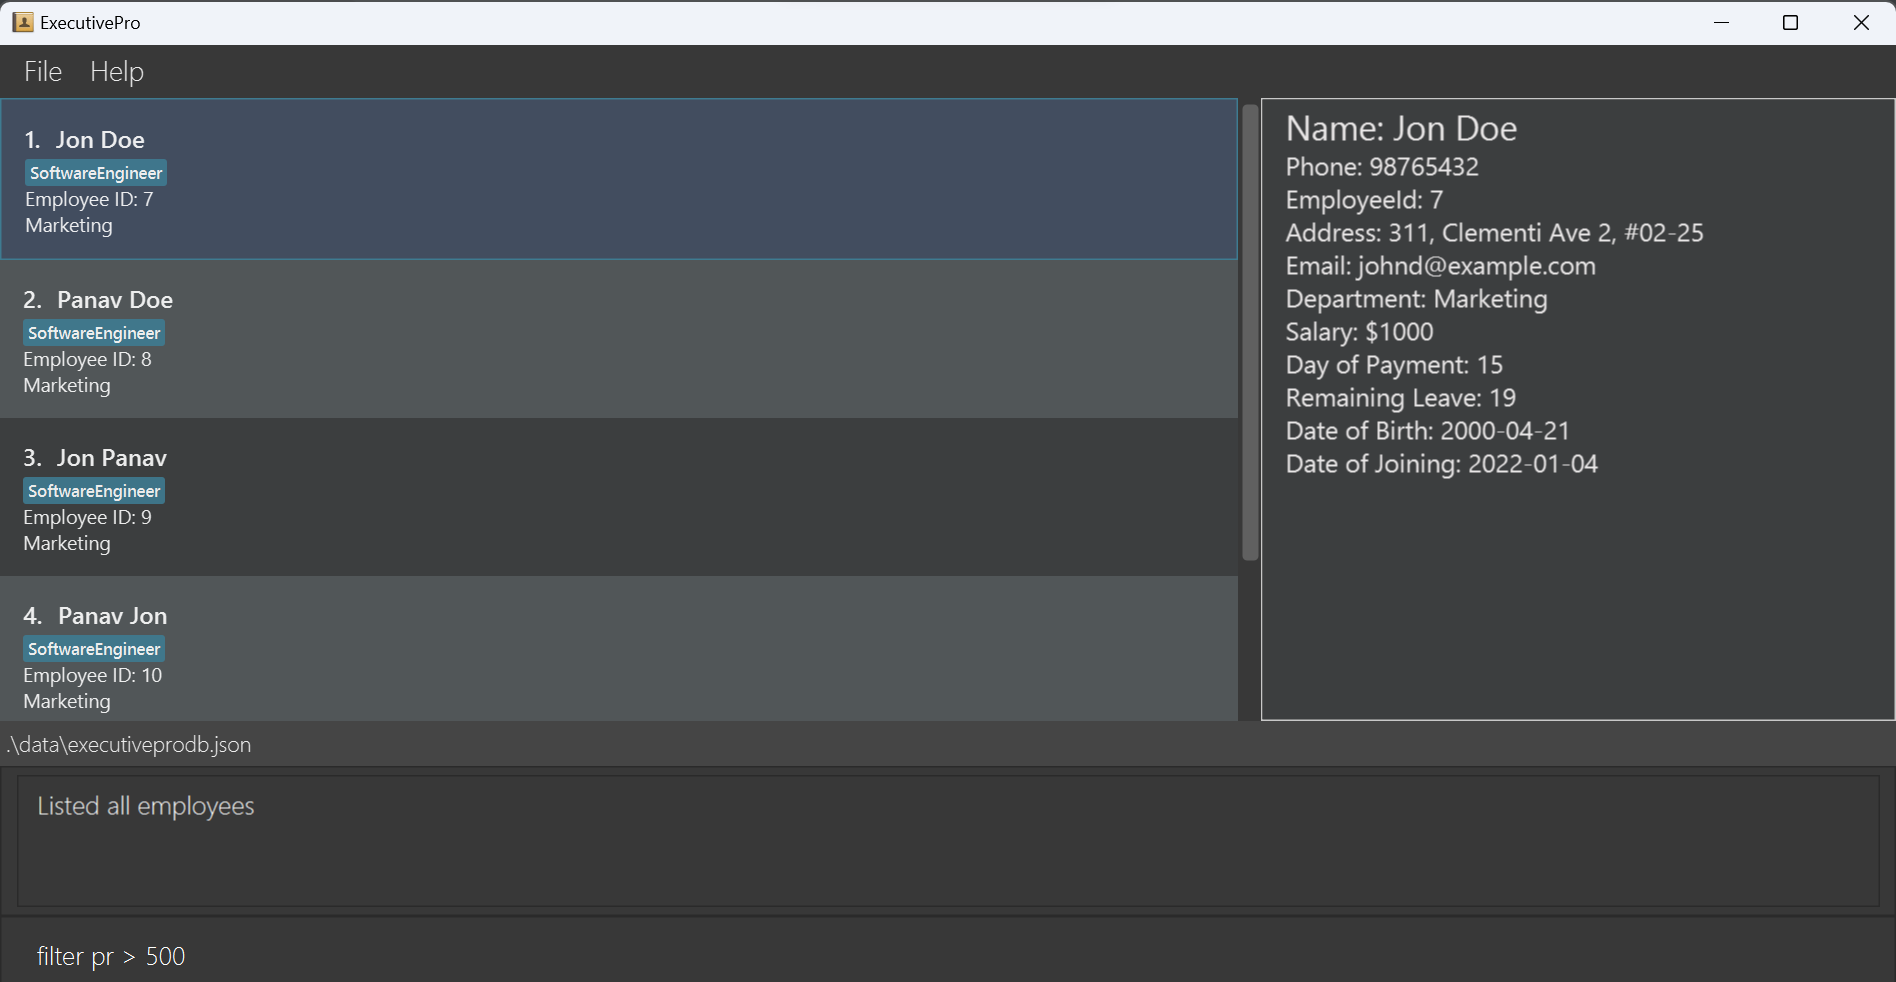 ExecutivePro
File Help
1. Jon Doe
SoftwareEngineer
Employee ID: 7
Marketing
2. Panav Doe
SoftwareEngineer
Employee ID: 8
Marketing
3. Jon Panav
SoftwareEngineer
Employee ID: 9
Marketing
4. Panav Jon
SoftwareEngineer
Employee ID: 10
Marketing
Name: Jon Doe
Phone: 98765432
EmployeeId: 7
Address: 311, Clementi Ave 2, #02-25
Email: johnd@example.com
Department: Marketing
Salary: $1000
Day of Payment: 15
Remaining Leave: 19
Date of Birth: 2000-04-21
Date of Joining: 2022-01-04
.\data\executiveprodb.json
Listed all employees
filter pr > 500